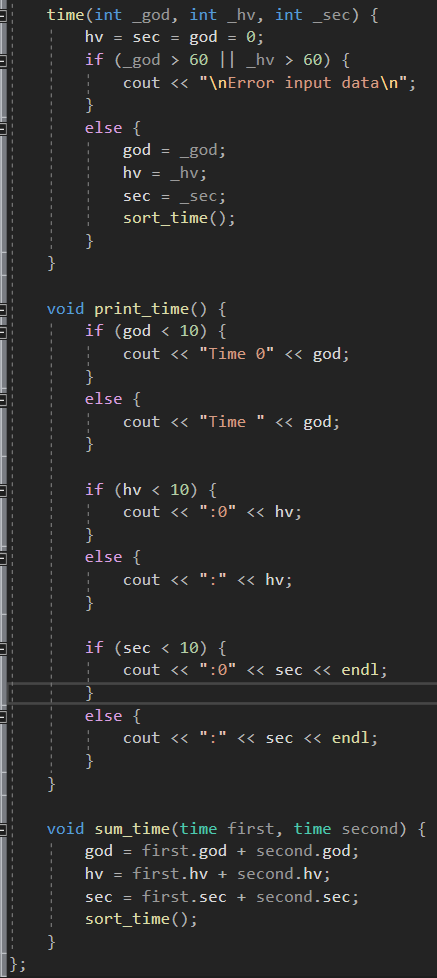 time(int _god, int _hv, int _sec) {
hv = sec = god = 0;
if (_god > 60 || _hv > 60) {
cout << "\nError input data\n";
}
else {
god = _god;
hv = _hv;
sec = _sec;
sort_time();
}
}
void print_time() {
if (god < 10) {
cout << "Time 0" << god;
}
else {
cout << "Time " << god;
}
if (hv < 10) {
cout << ":0" << hv;
}
else {
cout << ":" << hv;
}
if (sec < 10) {
cout << ":0" << sec << endl;
}
else {
cout << ":" << sec << endl;
}
}
void sum_time(time first, time second) {
god = first.god + second.god;
hv = first.hv + second.hv;
sec = first.sec + second.sec;
sort_time();
}
};